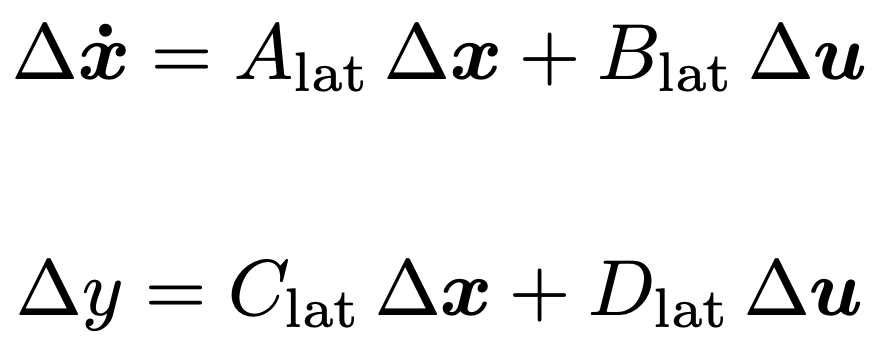 Δẋ = A_lat Δx + B_lat Δu
Δy = C_lat Δx + D_lat Δu